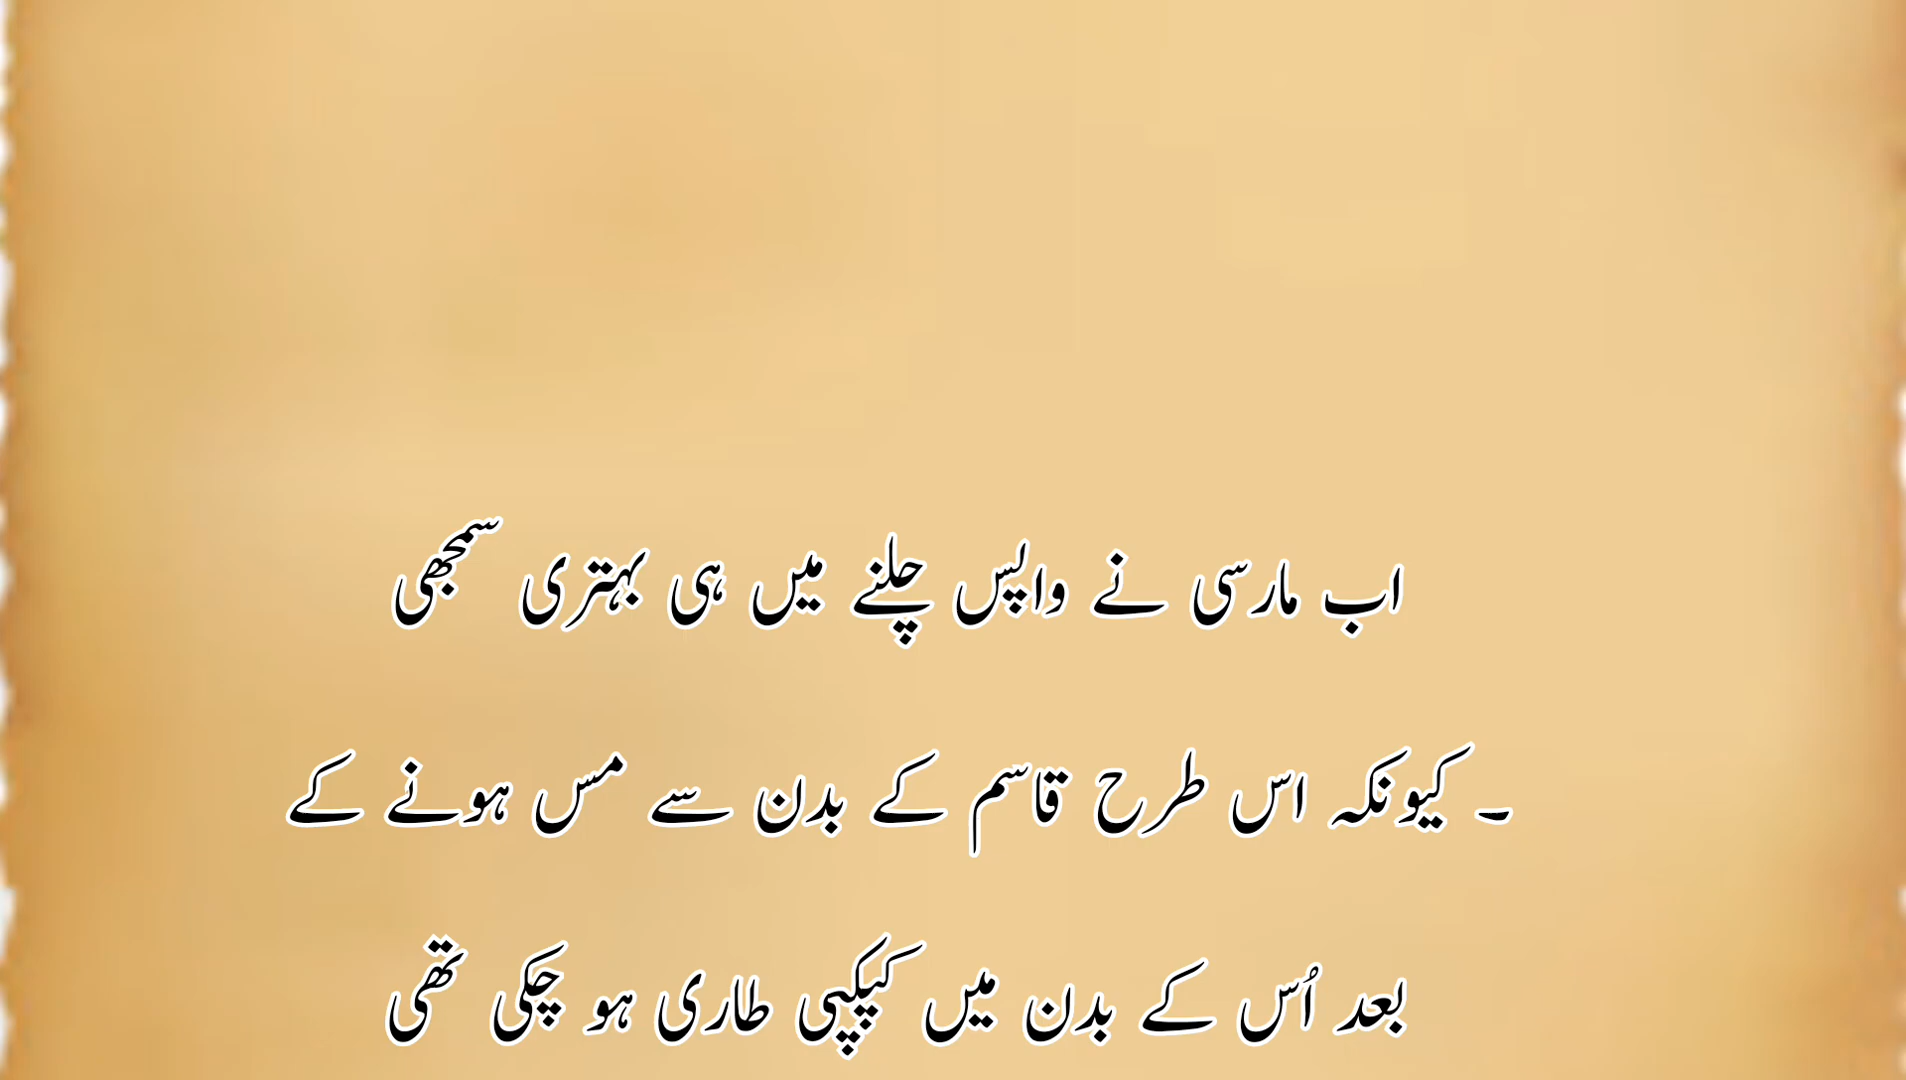 اب مارسی نے واپس چلنے میں ہی بہتری سمجھی
۔ کیونکہ اس طرح قاسم کے بدن سے مس ہونے کے
بعد اُس کے بدن میں کپکپی طاری ہو چکی تھی